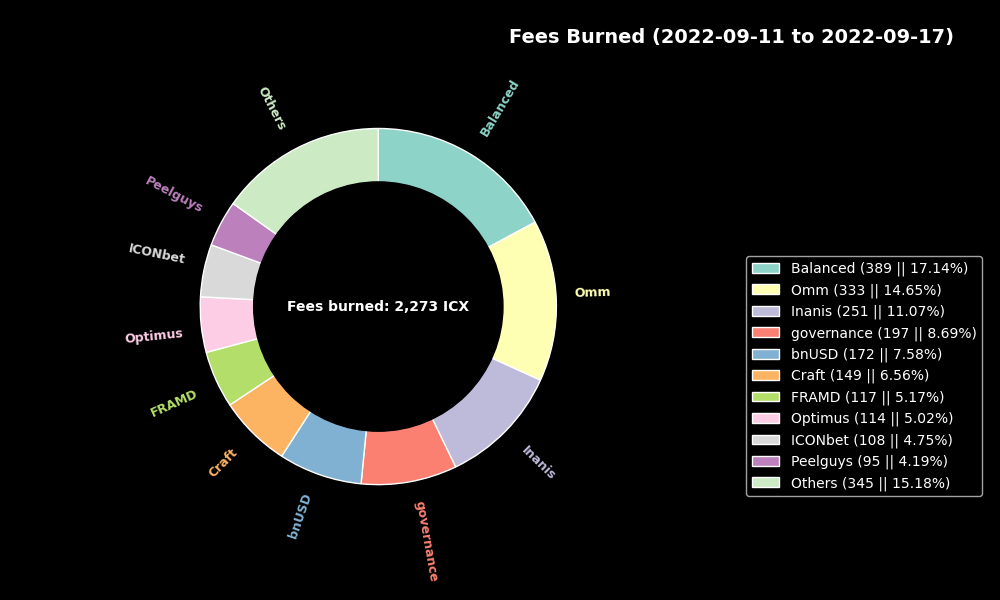 Fees Burned (2022-09-11 to 2022-09-17)
Balanced
Others
Peelguys
ICONbet
Omm
Fees burned: 2,273 ICX
Optimus
FRAMD
Craft
Inanis
bnUSD
governance
Balanced (389 || 17.14%)
Omm (333 || 14.65%)
Inanis (251 || 11.07%)
governance (197 || 8.69%)
bnUSD (172 || 7.58%)
Craft (149 || 6.56%)
FRAMD (117 || 5.17%)
Optimus (114 || 5.02%)
ICONbet (108 || 4.75%)
Peelguys (95 || 4.19%)
Others (345 || 15.18%)